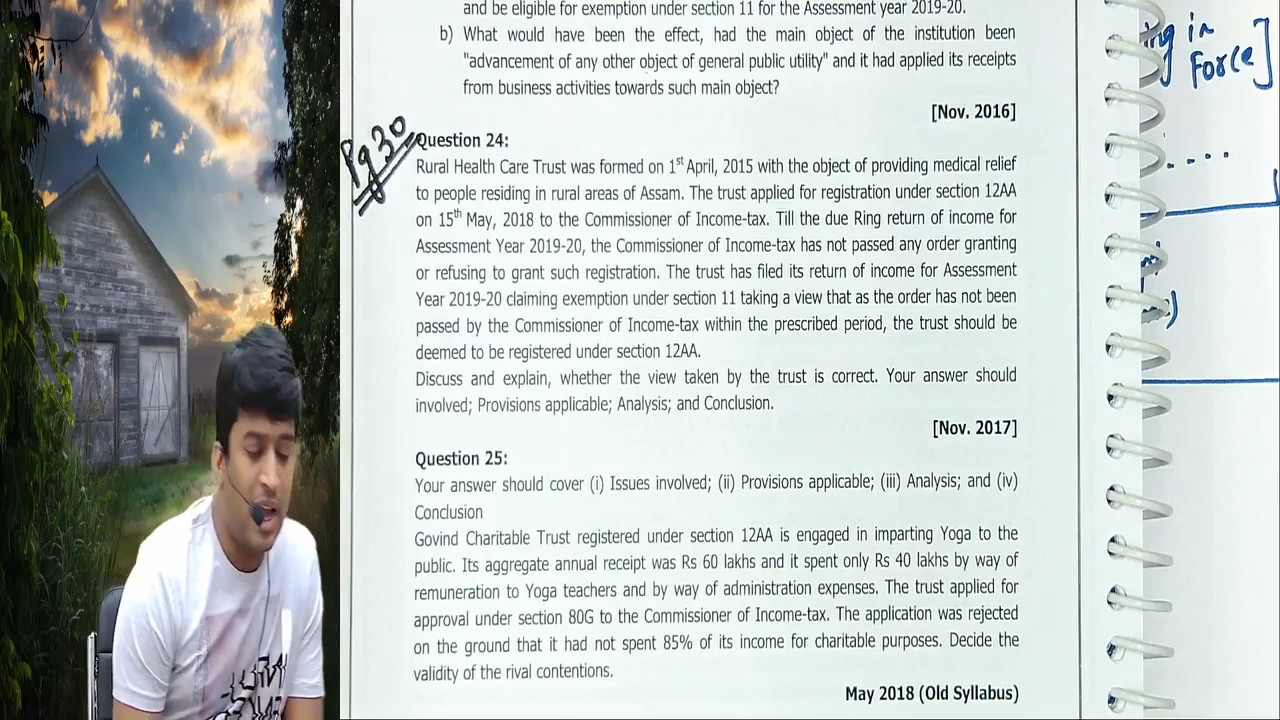 and be eligible for exemption under section 11 for the Assessment year 2019-20.
b) What would have been the effect, had the main object of the institution been
"advancement of any other object of general public utility" and it had applied its receipts
from business activities towards such main object?
[Nov. 2016]
Pg 30
Question 24:
Rural Health Care Trust was formed on 1st April, 2015 with the object of providing medical relief
to people residing in rural areas of Assam. The trust applied for registration under section 12AA
on 15th May, 2018 to the Commissioner of Income-tax. Till the due Ring return of income for
Assessment Year 2019-20, the Commissioner of Income-tax has not passed any order granting
or refusing to grant such registration. The trust has filed its return of income for Assessment
Year 2019-20 claiming exemption under section 11 taking a view that as the order has not been
passed by the Commissioner of Income-tax within the prescribed period, the trust should be
deemed to be registered under section 12AA.
Discuss and explain, whether the view taken by the trust is correct. Your answer should
involved; Provisions applicable; Analysis; and Conclusion.
[Nov. 2017]
Question 25:
Your answer should cover (i) Issues involved; (ii) Provisions applicable; (iii) Analysis; and (iv)
Conclusion
Govind Charitable Trust registered under section 12AA is engaged in imparting Yoga to the
public. Its aggregate annual receipt was Rs 60 lakhs and it spent only Rs 40 lakhs by way of
remuneration to Yoga teachers and by way of administration expenses. The trust applied for
approval under section 80G to the Commissioner of Income-tax. The application was rejected
on the ground that it had not spent 85% of its income for charitable purposes. Decide the
validity of the rival contentions.
May 2018 (Old Syllabus)
in
Force]